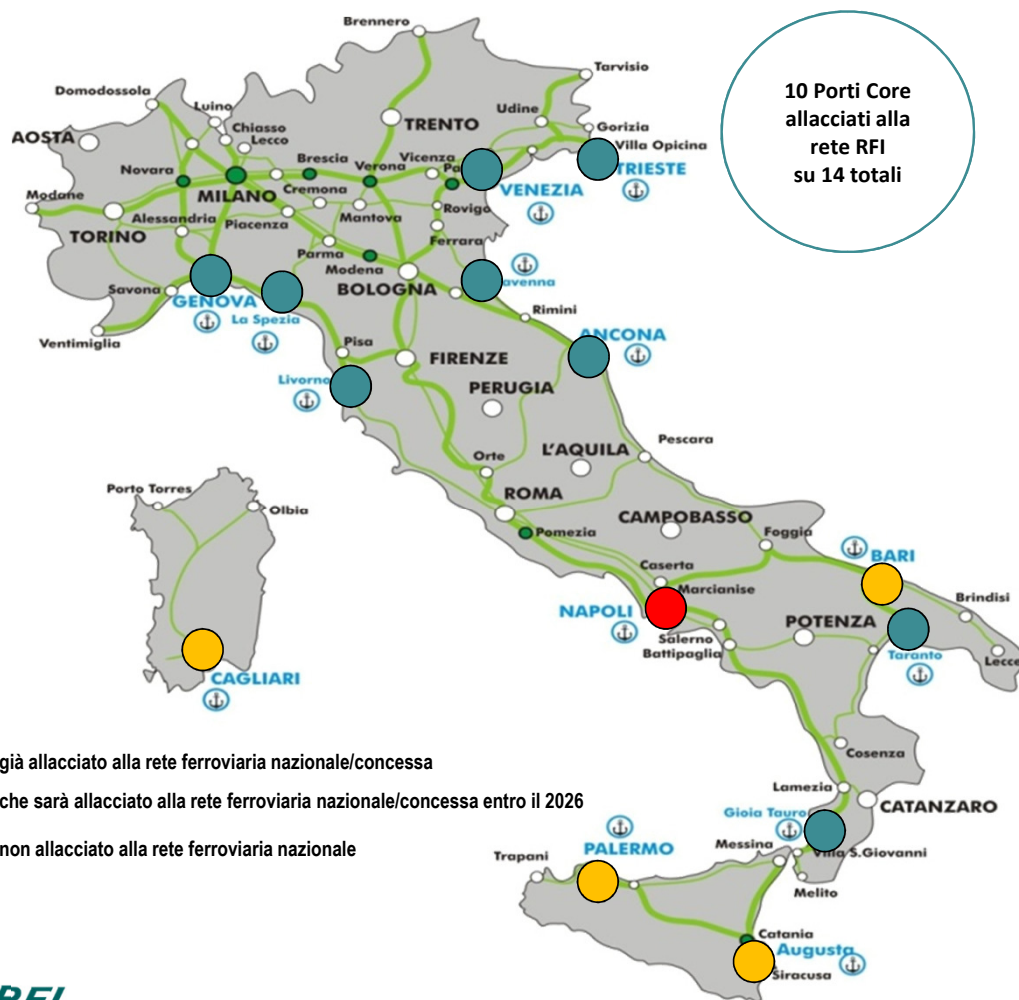 Brennero
Tarvisio
10 Porti Core
allacciati alla
rete RFI
su 14 totali
Domodossola
Luino
Udine
Gorizia
AOSTA
Chiasso
Lecco
TRENTO
Villa Opicina
Novara
Brescia
Verona
Vicenza
TRIESTE
Modane
MILANO
Cremona
VENEZIA
Alessandria
Piacenza
Mantova
Rovigo
TORINO
Parma
Ferrara
Modena
Savona
GENOVA
BOLOGNA
La Spezia
Rimini
Ventimiglia
Pisa
FIRENZE
ANCONA
Livorno
PERUGIA
L'AQUILA
Pescara
Orte
ROMA
Porto Torres
Olbia
Pomezia
CAMPOBASSO
Foggia
BARI
Caserta
Marcianise
Brindisi
NAPOLI
POTENZA
Salerno
Battipaglia
Taranto
Lecce
CAGLIARI
Cosenza
già allacciato alla rete ferroviaria nazionale/concessa
Lamezia
che sarà allacciato alla rete ferroviaria nazionale/concessa entro il 2026
CATANZARO
Gioia Tauro
non allacciato alla rete ferroviaria nazionale
PALERMO
Messina
Villa S.Giovanni
Trapani
Melito
Catania
Augusta
Siracusa
RFI